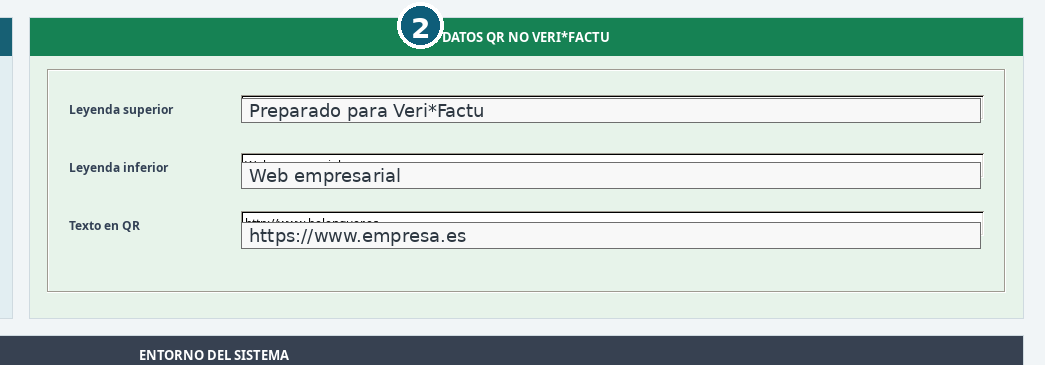 2
DATOS QR NO VERI*FACTU
Leyenda superior
Preparado para Veri*Factu
Leyenda inferior
Web empresarial
Texto en QR
https://www.empresa.es
ENTORNO DEL SISTEMA